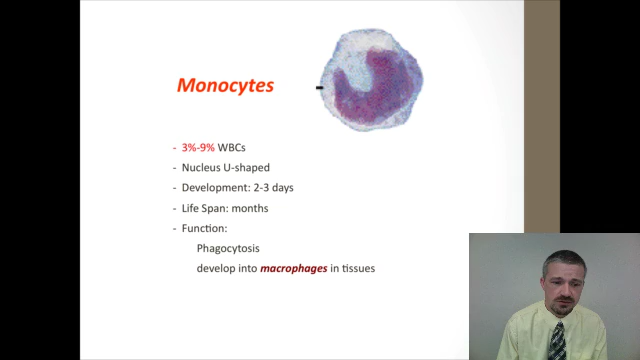 Monocytes
- 3%-9% WBCs
- Nucleus U-shaped
- Development: 2-3 days
- Life Span: months
- Function:
Phagocytosis
develop into macrophages in tissues